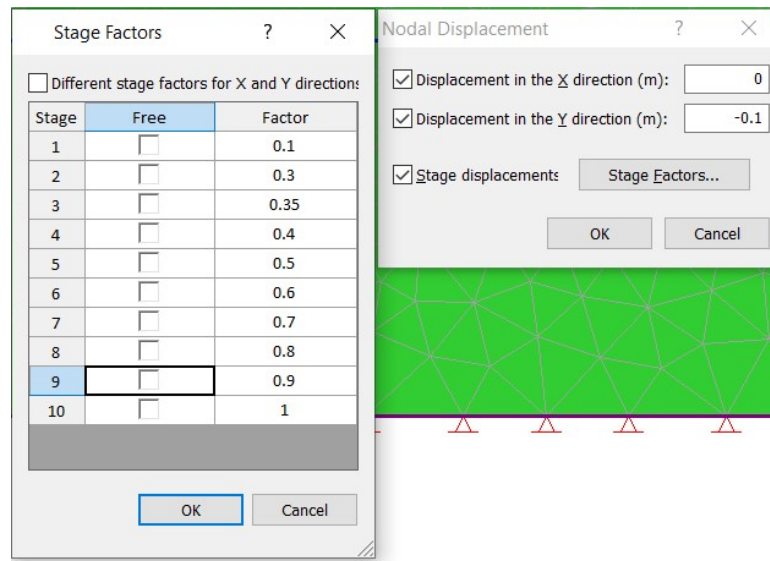 Stage Factors ? ×
Different stage factors for X and Y directions
Stage Free Factor
1 0.1
2 0.3
3 0.35
4 0.4
5 0.5
6 0.6
7 0.7
8 0.8
9 0.9
10 1
OK Cancel
Nodal Displacement ? ×
Displacement in the X direction (m): 0
Displacement in the Y direction (m): -0.1
Stage displacements Stage Factors...
OK Cancel